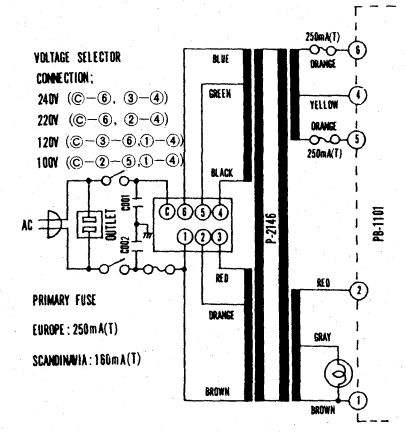 VOLTAGE SELECTOR
CONNECTION;
240V (Ⓒ-⑥, ③-④)
220V (Ⓒ-⑥, ②-④)
120V (Ⓒ-③-⑥,①-④)
100V (Ⓒ-②-⑤,①-④)
BLUE
GREEN
BLACK
250mA(T)
ORANGE
⑥
YELLOW
④
ORANGE
250mA(T)
⑤
AC
OUTLET
C001
C002
Ⓒ ⑥ ⑤ ④
① ② ③
P-2146
PB-1101
RED
ORANGE
BROWN
RED
②
GRAY
BROWN
①
PRIMARY FUSE
EUROPE:250mA(T)
SCANDINAVIA:160mA(T)